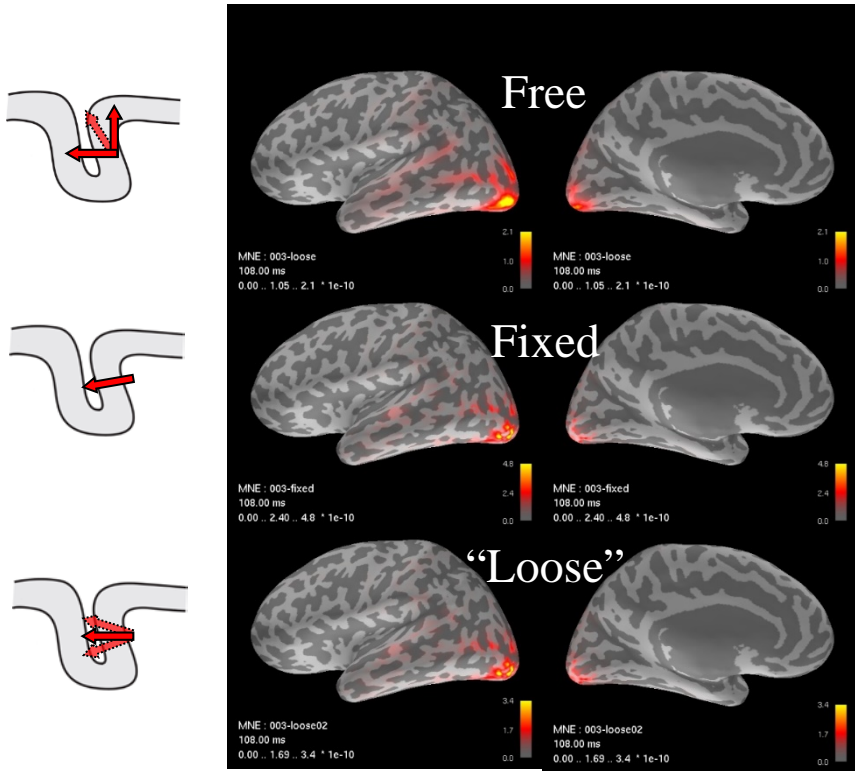 Free
2.1
1.0
0.0
MNE : 003-loose
108.00 ms
0.00 .. 1.05 .. 2.1 * 1e-10
2.1
1.0
0.0
MNE : 003-loose
108.00 ms
0.00 .. 1.05 .. 2.1 * 1e-10
Fixed
4.8
2.4
0.0
MNE : 003-fixed
108.00 ms
0.00 .. 2.40 .. 4.8 * 1e-10
4.8
2.4
0.0
MNE : 003-fixed
108.00 ms
0.00 .. 2.40 .. 4.8 * 1e-10
“Loose”
3.4
1.7
0.0
MNE : 003-loose02
108.00 ms
0.00 .. 1.69 .. 3.4 * 1e-10
3.4
1.7
0.0
MNE : 003-loose02
108.00 ms
0.00 .. 1.69 .. 3.4 * 1e-10